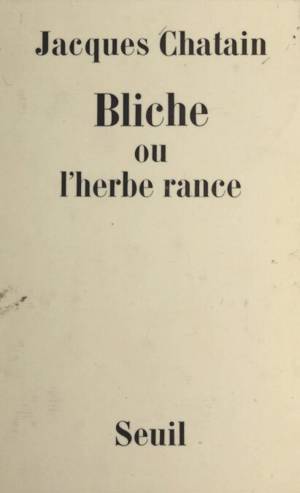 Jacques Chatain
Bliche
ou
l'herbe rance
Seuil